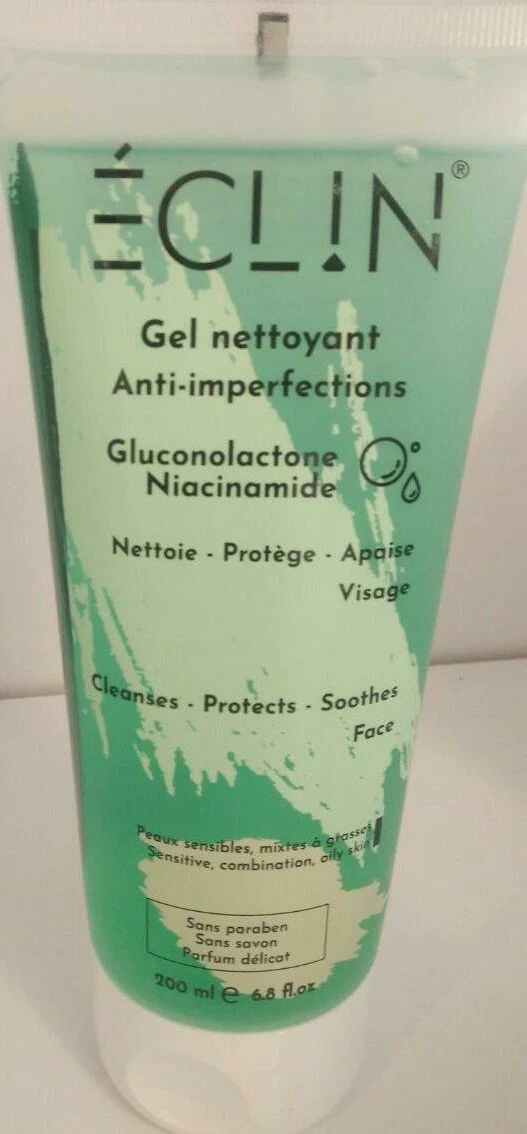 ÉCLIN®
Gel nettoyant
Anti-imperfections
Gluconolactone
Niacinamide
Nettoie - Protège - Apaise
Visage
Cleanses - Protects - Soothes
Face
Peaux sensibles, mixtes à grasses
Sensitive, combination, oily skin
Sans paraben
Sans savon
Parfum délicat
200 ml e 6.8 fl.oz